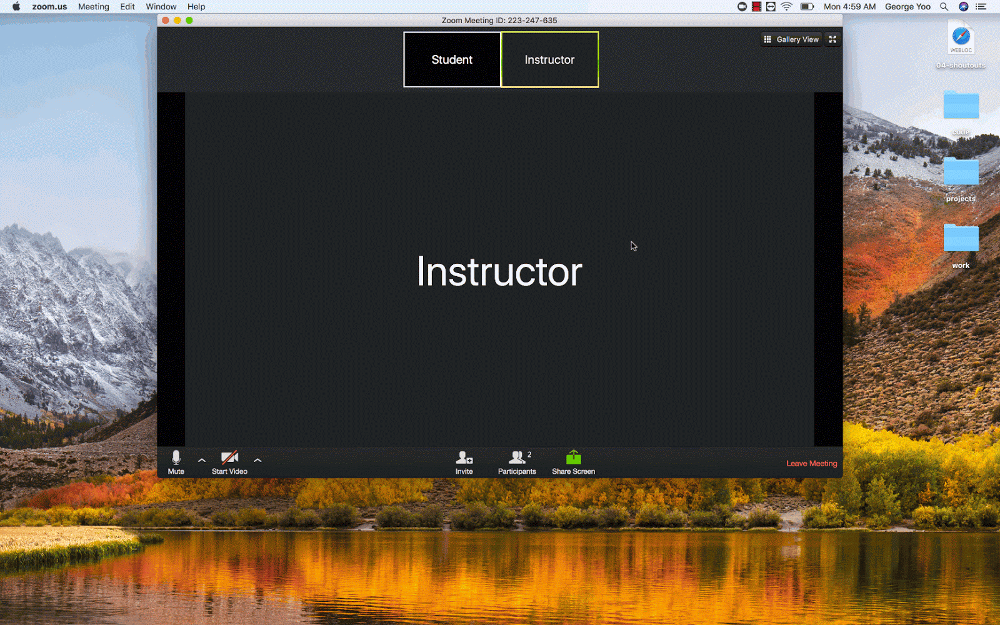 zoom.us Meeting Edit Window Help Mon 4:59 AM George Yoo
Zoom Meeting ID: 223-247-635
Student Instructor Gallery View
WEBLOC
04-shoutouts
code
projects
work
Instructor
2
Mute Start Video Invite Participants Share Screen Leave Meeting